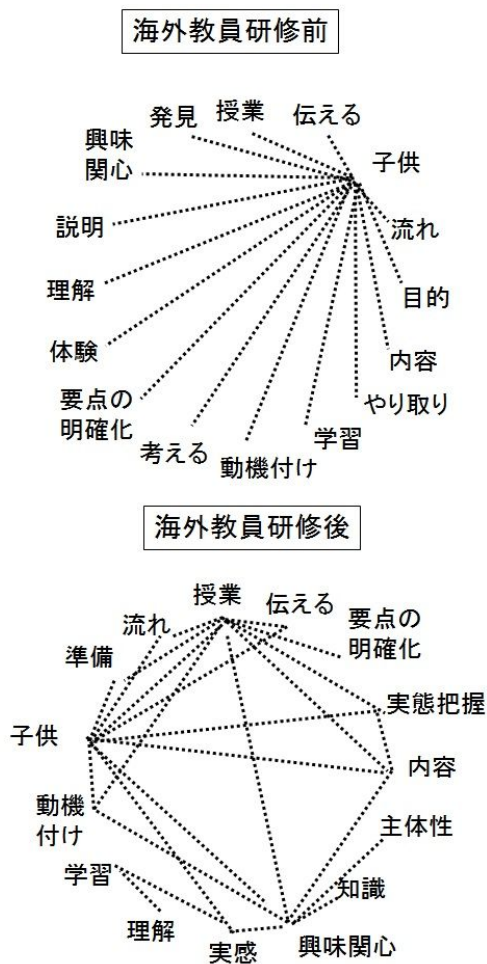 海外教員研修前
伝える
授業
発見
子供
興味
関心
流れ
説明
目的
理解
体験
内容
要点の
明確化
やり取り
学習
考える
動機付け
海外教員研修後
授業
伝える
流れ
要点の
明確化
準備
実態把握
子供
内容
動機
付け
主体性
学習
知識
理解
実感
興味関心